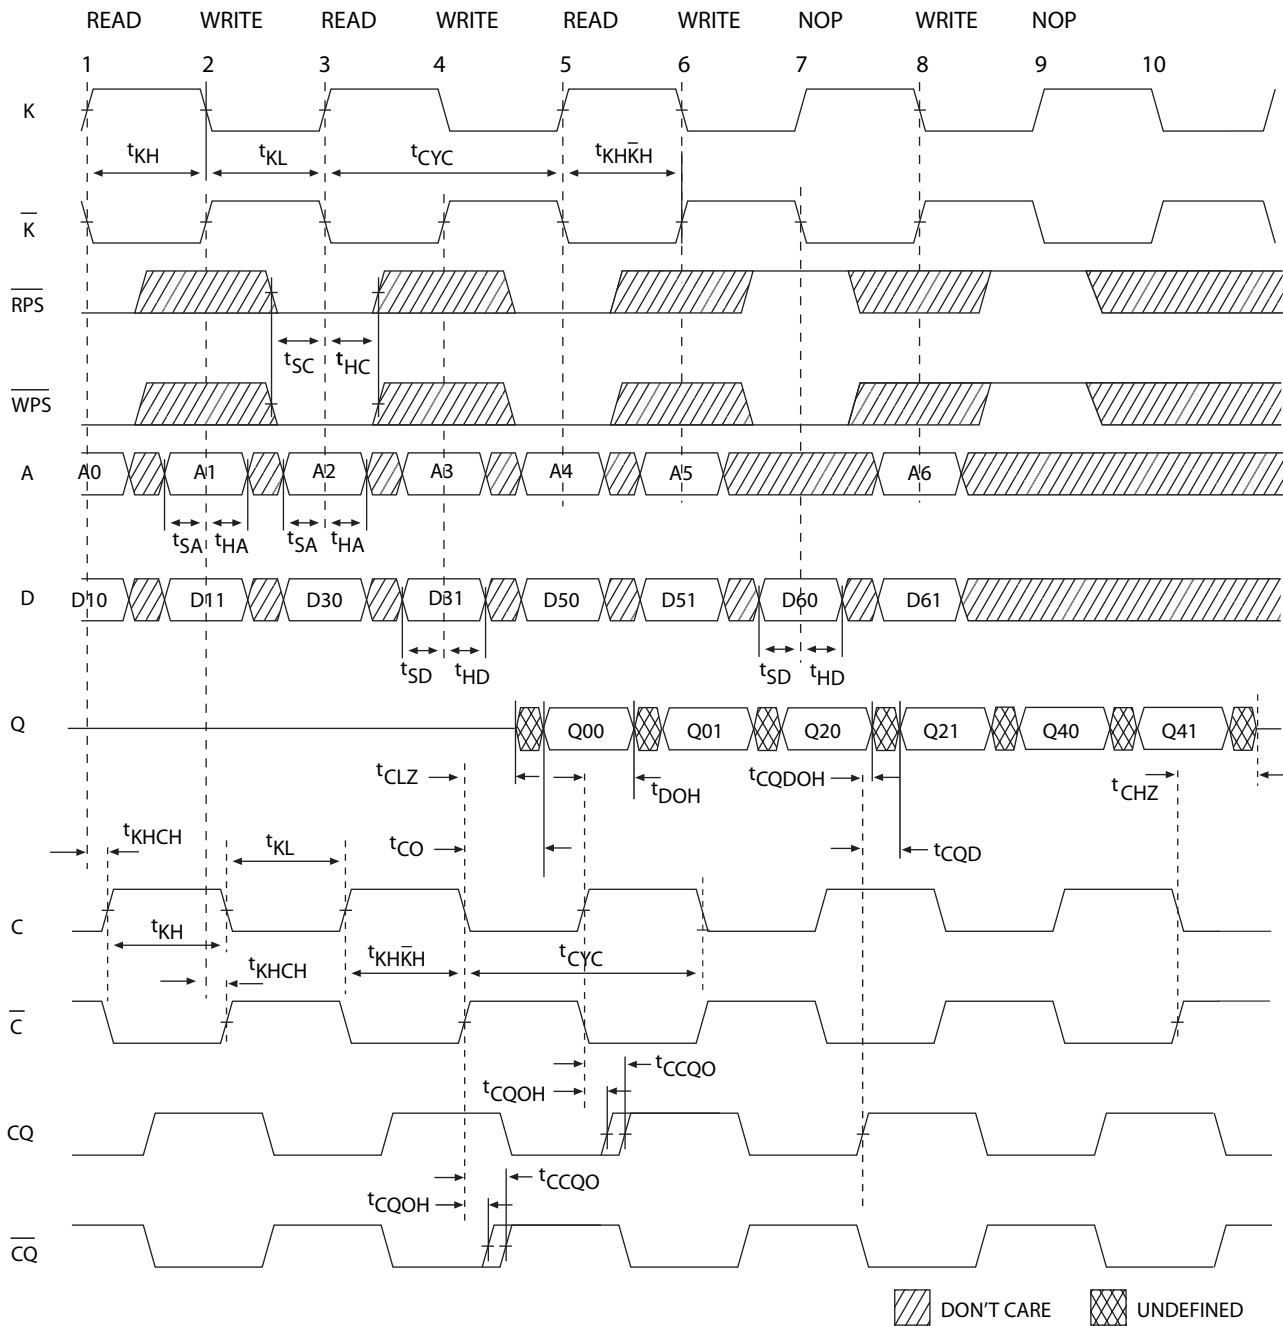 READ WRITE READ WRITE READ WRITE NOP WRITE NOP
1 2 3 4 5 6 7 8 9 10
K
tKH tKL tCYC tKHK̅H
K̅
R̅P̅S̅
tSC tHC
W̅P̅S̅
A A0 A1 A2 A3 A4 A5 A6
tSA tHA tSA tHA
D D10 D11 D30 D31 D50 D51 D60 D61
tSD tHD tSD tHD
Q Q00 Q01 Q20 Q21 Q40 Q41
tCLZ tDOH tCQDOH tCHZ
tKHCH tKL tCO tCQD
C
tKH tKHK̅H tCYC
tKHCH
C̅
tCCQO
tCQOH
CQ
tCCQO
tCQOH
C̅Q̅
DON'T CARE UNDEFINED